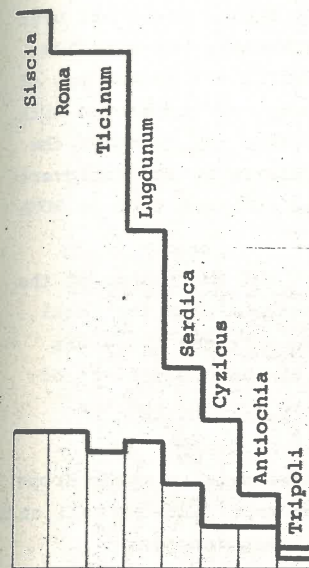 Siscia
Roma
Ticinum
Lugdunum
Serdica
Cyzicus
Antiochia
Tripoli